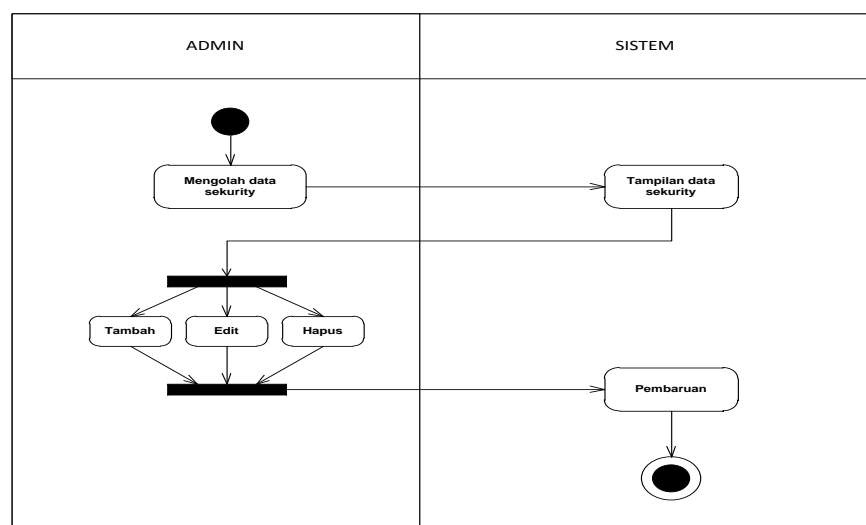 ADMIN
SISTEM
Mengolah data
sekurity
Tampilan data
sekurity
Tambah
Edit
Hapus
Pembaruan